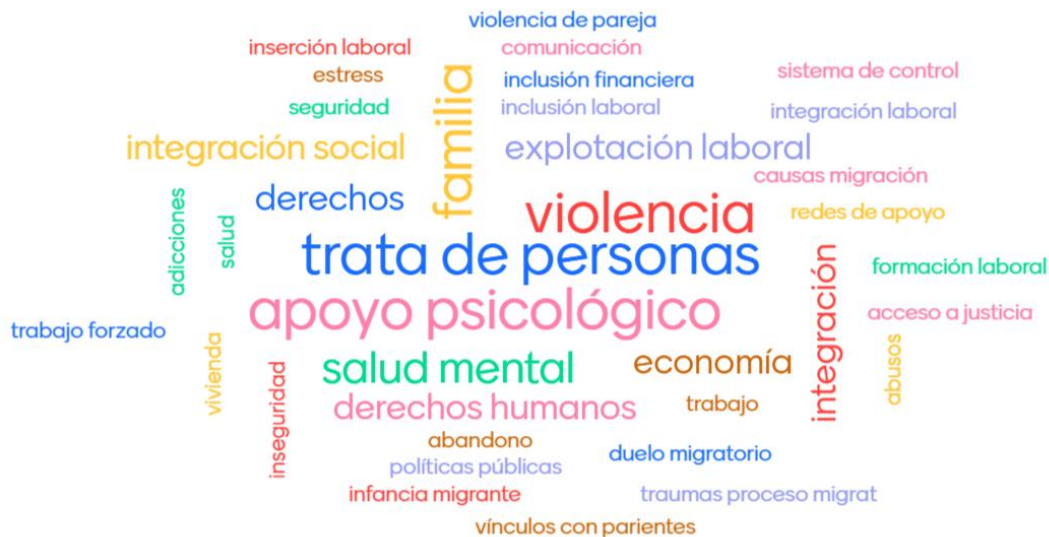 violencia de pareja
inserción laboral
comunicación
estress
inclusión financiera
sistema de control
seguridad
familia
inclusión laboral
integración laboral
integración social
explotación laboral
causas migración
adicciones
salud
derechos
violencia
redes de apoyo
trata de personas
integración
formación laboral
apoyo psicológico
acceso a justicia
trabajo forzado
vivienda
inseguridad
salud mental
economía
abusos
derechos humanos
trabajo
abandono
duelo migratorio
políticas públicas
infancia migrante
traumas proceso migrat
vínculos con parientes